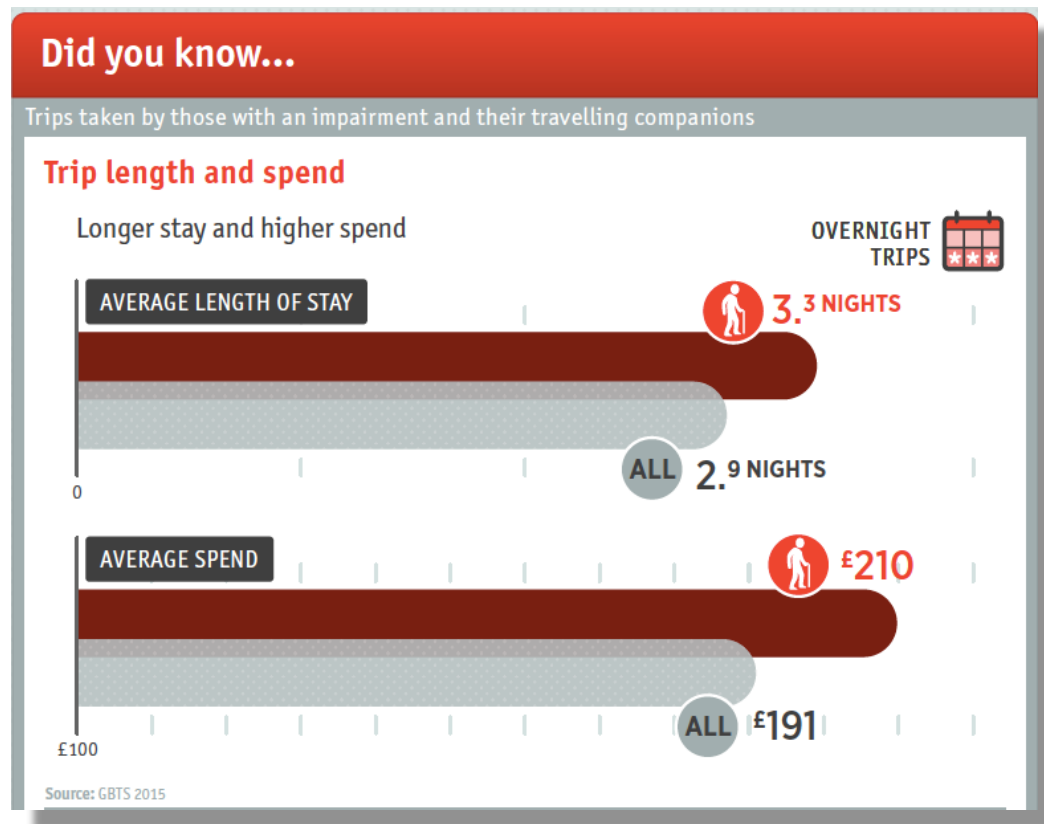 Did you know...
Trips taken by those with an impairment and their travelling companions
Trip length and spend
Longer stay and higher spend
OVERNIGHT
TRIPS
AVERAGE LENGTH OF STAY
3.3 NIGHTS
ALL
2.9 NIGHTS
0
AVERAGE SPEND
£210
ALL
£191
£100
Source: GBTS 2015